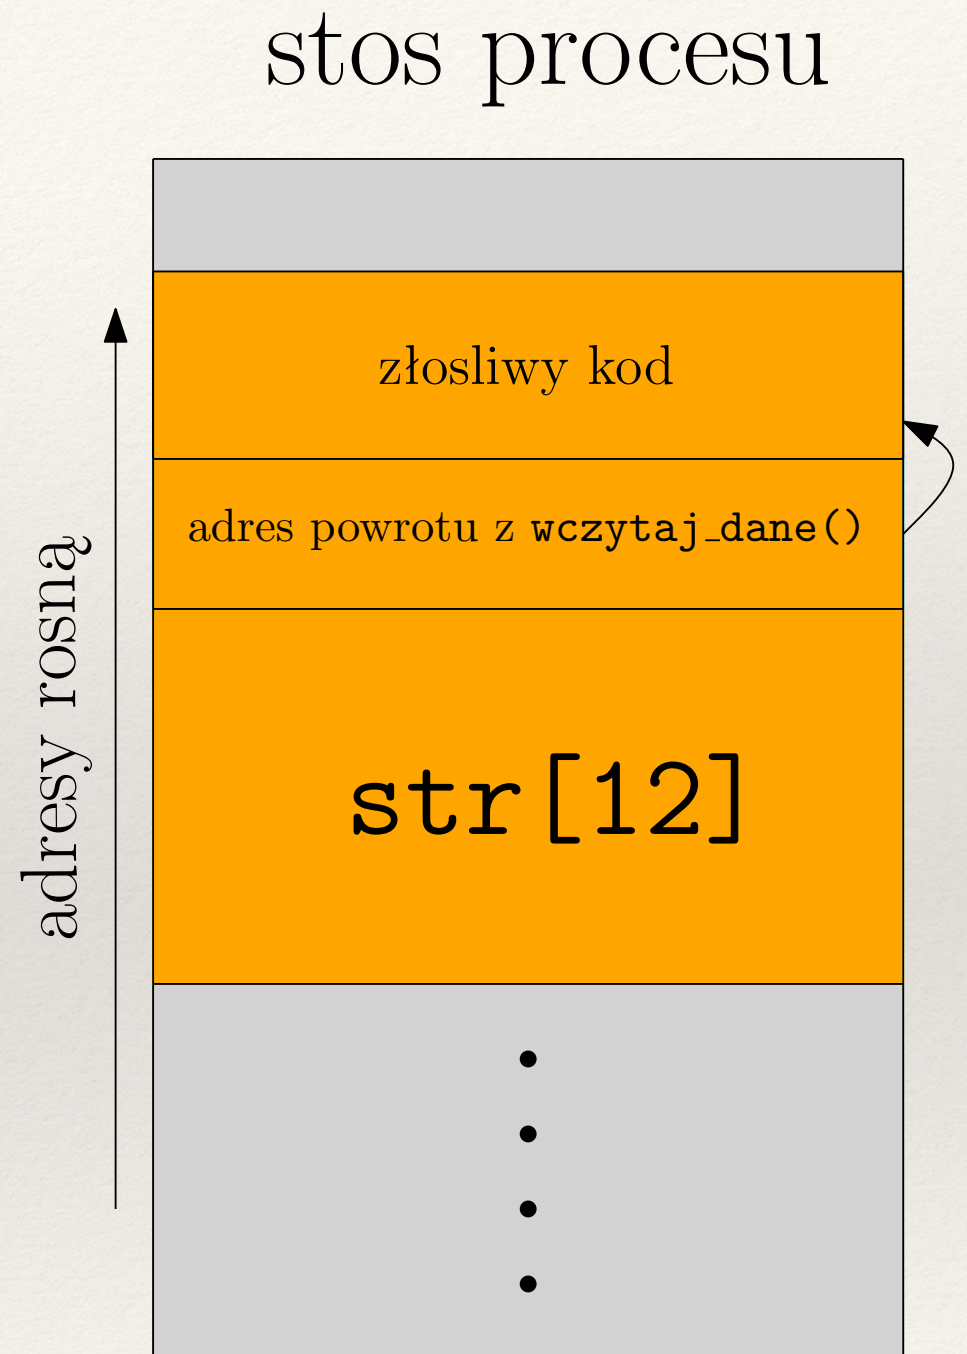 stos procesu
złosliwy kod
adres powrotu z wczytaj_dane()
str[12]
adresy rosną